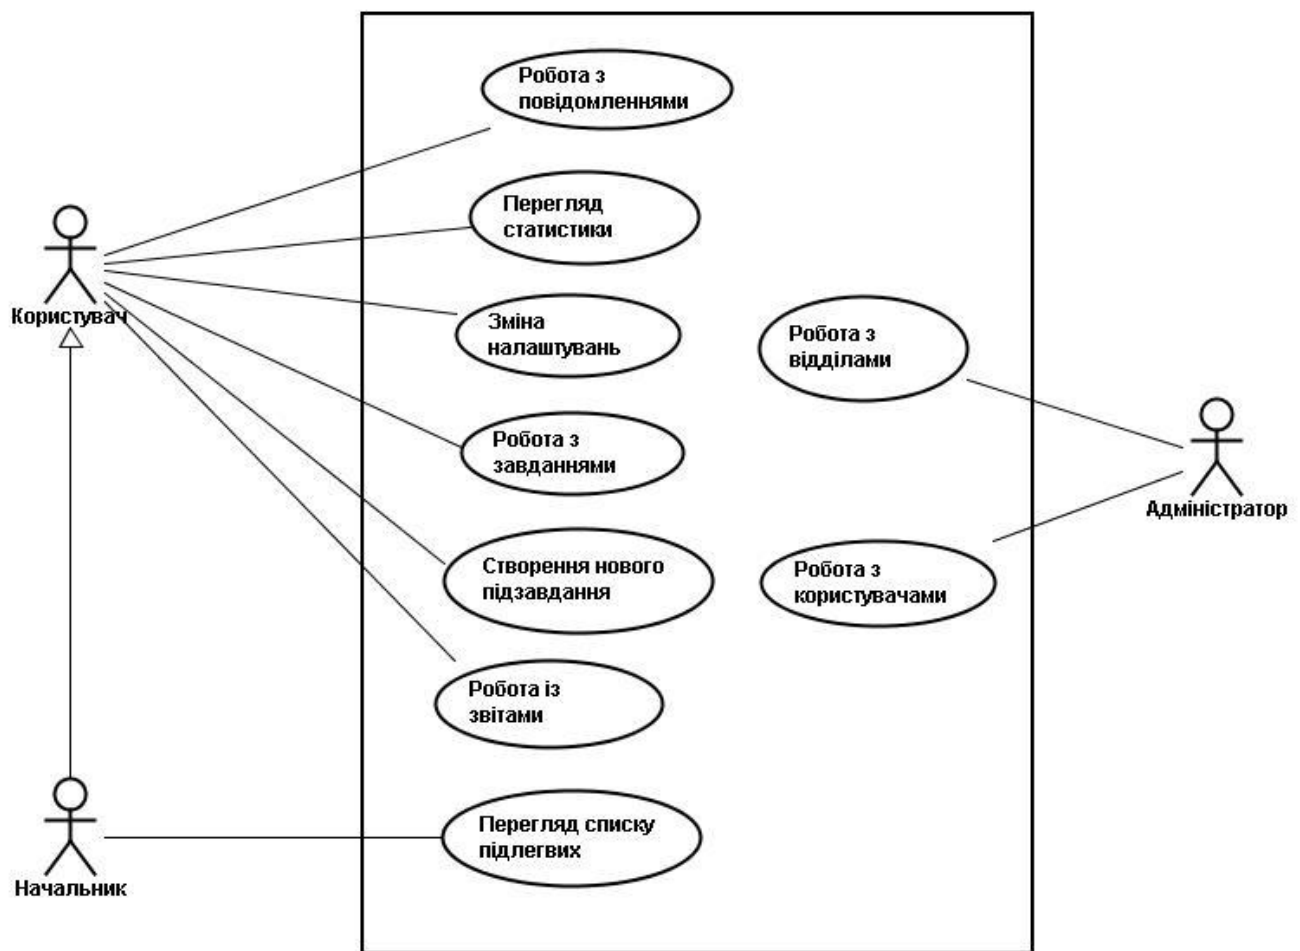 Робота з
повідомленнями
Перегляд
статистики
Користувач
Зміна
налаштувань
Робота з
відділами
Робота з
завданнями
Адміністратор
Створення нового
підзавдання
Робота з
користувачами
Робота із
звітами
Перегляд списку
підлегвих
Начальник